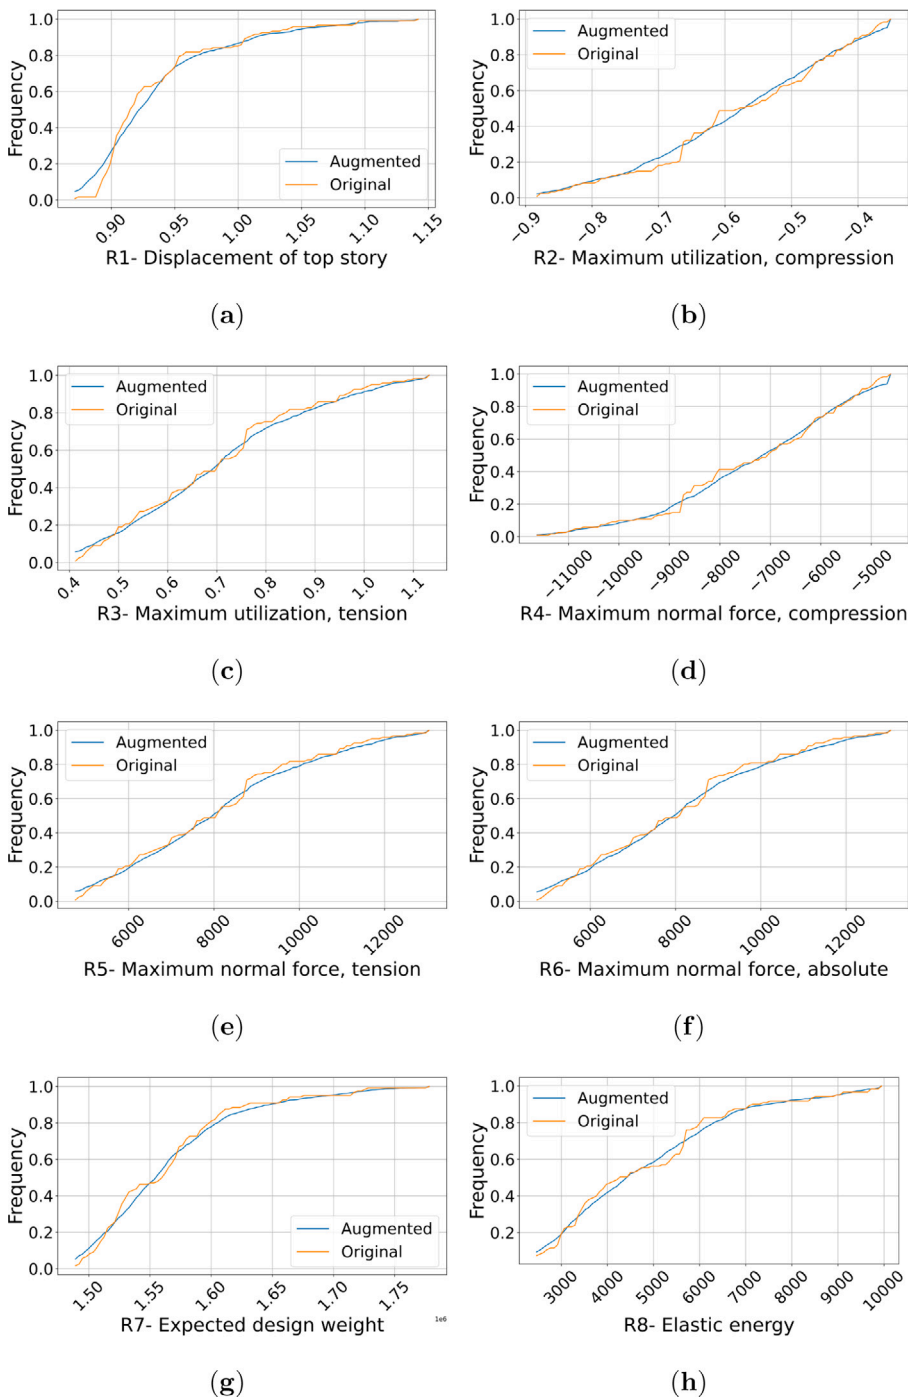 1.0
0.8
0.6
0.4
0.2
0.0
Frequency
Augmented
Original
0.90 0.95 1.00 1.05 1.10 1.15
R1- Displacement of top story
(a)
1.0
0.8
0.6
0.4
0.2
0.0
Frequency
Augmented
Original
−0.9 −0.8 −0.7 −0.6 −0.5 −0.4
R2- Maximum utilization, compression
(b)
1.0
0.8
0.6
0.4
0.2
0.0
Frequency
Augmented
Original
0.4 0.5 0.6 0.7 0.8 0.9 1.0 1.1
R3- Maximum utilization, tension
(c)
1.0
0.8
0.6
0.4
0.2
0.0
Frequency
Augmented
Original
−11000 −10000 −9000 −8000 −7000 −6000 −5000
R4- Maximum normal force, compression
(d)
1.0
0.8
0.6
0.4
0.2
0.0
Frequency
Augmented
Original
6000 8000 10000 12000
R5- Maximum normal force, tension
(e)
1.0
0.8
0.6
0.4
0.2
0.0
Frequency
Augmented
Original
6000 8000 10000 12000
R6- Maximum normal force, absolute
(f)
1.0
0.8
0.6
0.4
0.2
0.0
Frequency
Augmented
Original
1.50 1.55 1.60 1.65 1.70 1.75
1e6
R7- Expected design weight
(g)
1.0
0.8
0.6
0.4
0.2
Frequency
Augmented
Original
3000 4000 5000 6000 7000 8000 9000 10000
R8- Elastic energy
(h)